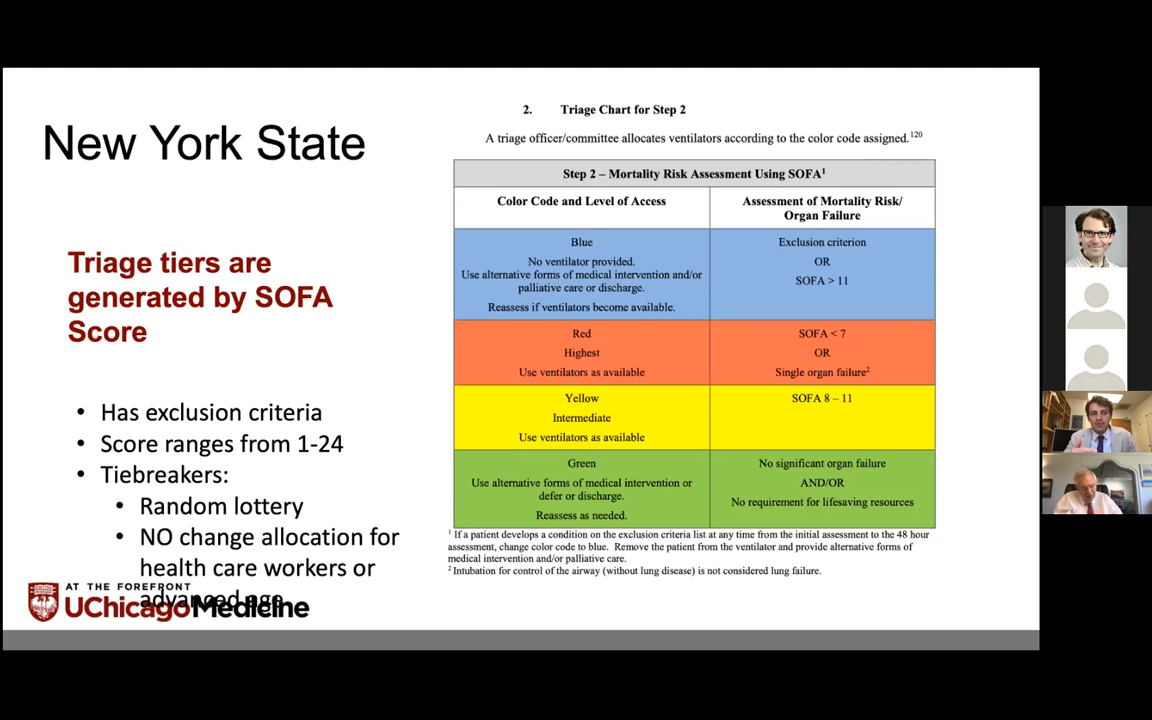 New York State
Triage tiers are
generated by SOFA
Score
• Has exclusion criteria
• Score ranges from 1-24
• Tiebreakers:
• Random lottery
• NO change allocation for
health care workers or
advanced age
AT THE FOREFRONT
UChicagoMedicine
2. Triage Chart for Step 2
A triage officer/committee allocates ventilators according to the color code assigned.120
Step 2 – Mortality Risk Assessment Using SOFA1
Color Code and Level of Access
Assessment of Mortality Risk/
Organ Failure
Blue
No ventilator provided.
Use alternative forms of medical intervention and/or
palliative care or discharge.
Reassess if ventilators become available.
Exclusion criterion
OR
SOFA > 11
Red
Highest
Use ventilators as available
SOFA < 7
OR
Single organ failure2
Yellow
Intermediate
Use ventilators as available
SOFA 8 – 11
Green
Use alternative forms of medical intervention or
defer or discharge.
Reassess as needed.
No significant organ failure
AND/OR
No requirement for lifesaving resources
1 If a patient develops a condition on the exclusion criteria list at any time from the initial assessment to the 48 hour
assessment, change color code to blue. Remove the patient from the ventilator and provide alternative forms of
medical intervention and/or palliative care.
2 Intubation for control of the airway (without lung disease) is not considered lung failure.